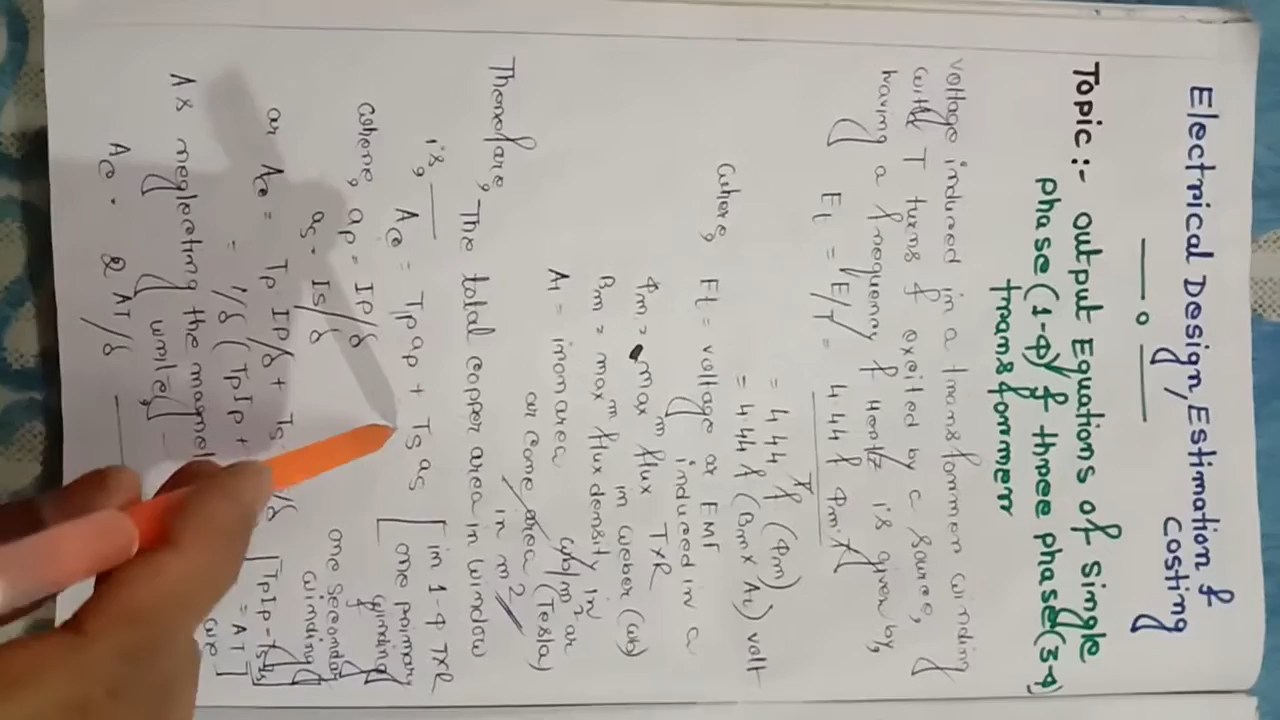 Electrical Design, Estimation &
costing
Topic:- output Equations of single
phase (1-φ) & three phase (3-φ)
transformer
voltage induced in a transformer winding
with T turns & excited by a source,
having a frequency f Hertz is given by,
Et = E/T = 4.44 f Φm
= 4.44 f (Φm)
= 4.44 f (Bm x Ai) volt
where, Et = voltage or EMF
induced in a
TxR
Φm = max^m flux
in weber (wb)
Bm = max^m flux density in
wb/m² or
(Tesla)
Ai = iron area
or core area
in m²
Therefore, The total copper area in window
is,
Ac = Tp ap + Ts as [in 1-φ TXR
one primary
winding
one secondary
winding
where, ap = Ip/δ
as = Is/δ
or Ac = Tp Ip/δ + Ts /δ
= 1/δ (TpIp + [TpIp = TsIs
= AT]
As neglecting the magnet we
write,
Ac = 2 AT/δ